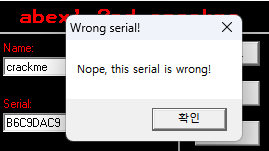 Wrong serial!
Name:
crackme
Nope, this serial is wrong!
Serial:
B6C9DAC9
확인